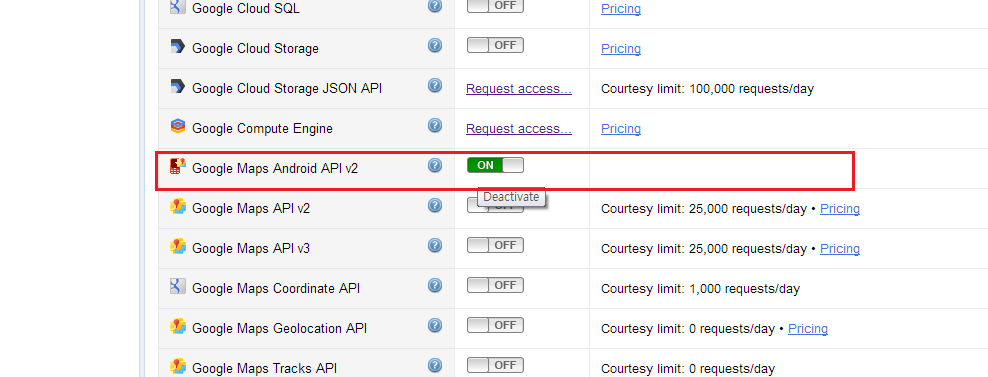 Google Cloud SQL ? OFF Pricing
Google Cloud Storage ? OFF Pricing
Google Cloud Storage JSON API ? Request access... Courtesy limit: 100,000 requests/day
Google Compute Engine ? Request access... Pricing
Google Maps Android API v2 ? ON
Deactivate
Google Maps API v2 ? OFF Courtesy limit: 25,000 requests/day • Pricing
Google Maps API v3 ? OFF Courtesy limit: 25,000 requests/day • Pricing
Google Maps Coordinate API ? OFF Courtesy limit: 1,000 requests/day
Google Maps Geolocation API ? OFF Courtesy limit: 0 requests/day • Pricing
Google Maps Tracks API ? OFF Courtesy limit: 0 requests/day